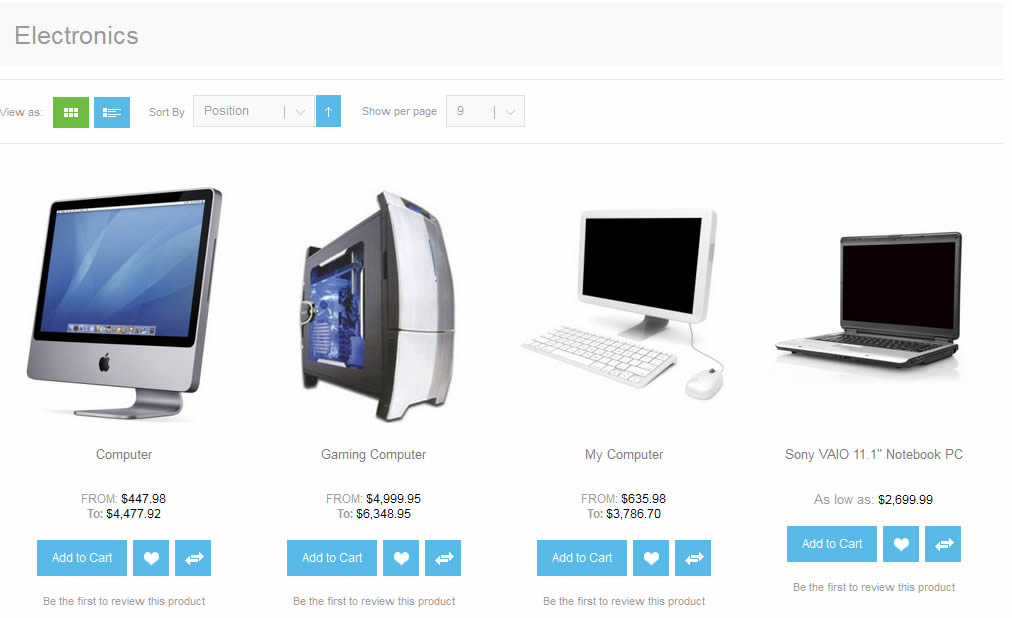 Electronics
View as:
Sort By
Position
Show per page
9
Computer
FROM: $447.98
To: $4,477.92
Add to Cart
Be the first to review this product
Gaming Computer
FROM: $4,999.95
To: $6,348.95
Add to Cart
Be the first to review this product
My Computer
FROM: $635.98
To: $3,786.70
Add to Cart
Be the first to review this product
Sony VAIO 11.1" Notebook PC
As low as: $2,699.99
Add to Cart
Be the first to review this product